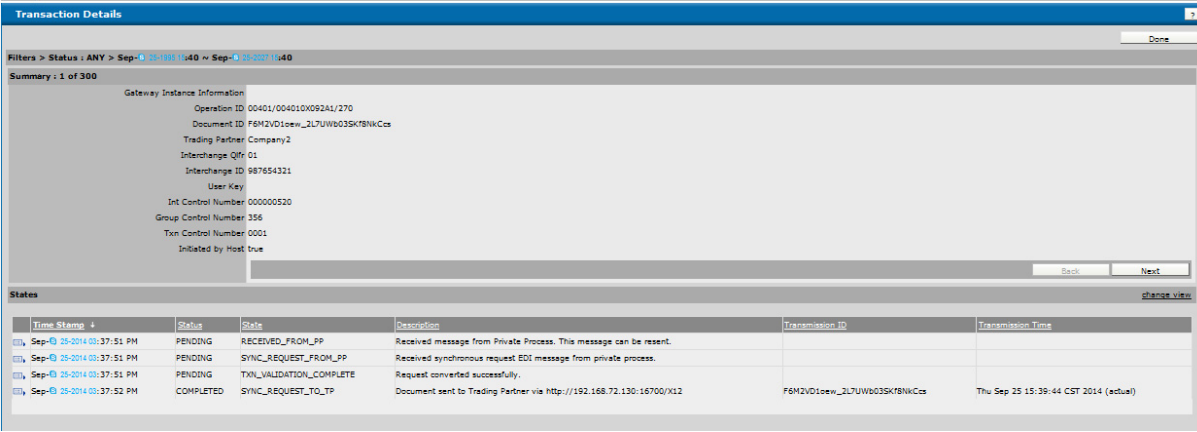 Transaction Details
?
Done
Filters > Status : ANY > Sep- :40 ~ Sep- :40
Summary : 1 of 300
Gateway Instance Information
Operation ID 00401/004010X092A1/270
Document ID F6M2VD1oew_2L7UWb03SKf8NkCcs
Trading Partner Company2
Interchange Qlfr 01
Interchange ID 987654321
User Key
Int Control Number 000000520
Group Control Number 356
Txn Control Number 0001
Initiated by Host true
Back Next
States change view
Time Stamp ↓ Status State Description Transmission ID Transmission Time
Sep- 25-2014 03:37:51 PM PENDING RECEIVED_FROM_PP Received message from Private Process. This message can be resent.
Sep- 25-2014 03:37:51 PM PENDING SYNC_REQUEST_FROM_PP Received synchronous request EDI message from private process.
Sep- 25-2014 03:37:51 PM PENDING TXN_VALIDATION_COMPLETE Request converted successfully.
Sep- 25-2014 03:37:52 PM COMPLETED SYNC_REQUEST_TO_TP Document sent to Trading Partner via http://192.168.72.130:16700/X12 F6M2VD1oew_2L7UWb03SKf8NkCcs Thu Sep 25 15:39:44 CST 2014 (actual)